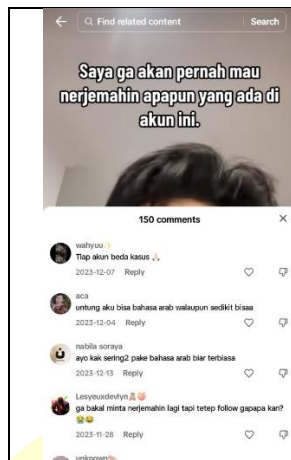 Find related content
Search
Saya ga akan pernah mau
nerjemahin apapun yang ada di
akun ini.
150 comments
wahyuu
Tiap akun beda kasus
2023-12-07 Reply
aca
untung aku bisa bahasa arab walaupun sedikit bisaa
2023-12-04 Reply
nabila soraya
ayo kak sering2 pake bahasa arab biar terbiasa
2023-12-13 Reply
Lesyeuxdevlyn
ga bakal minta nerjemahin lagi tapi tetep follow gapapa kan?
2023-11-28 Reply
unknown